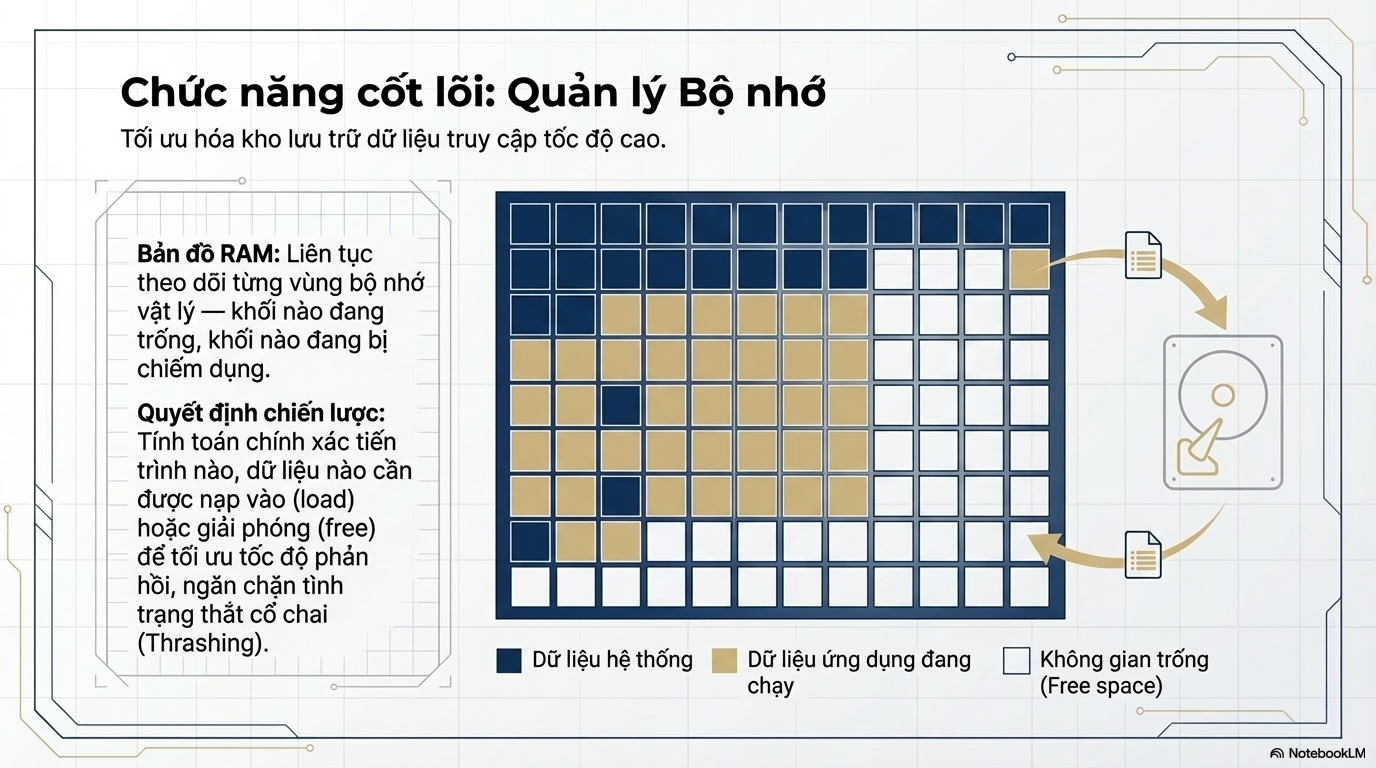 Chức năng cốt lõi: Quản lý Bộ nhớ
Tối ưu hóa kho lưu trữ dữ liệu truy cập tốc độ cao.
Bản đồ RAM: Liên tục
theo dõi từng vùng bộ nhớ
vật lý — khối nào đang
trống, khối nào đang bị
chiếm dụng.
Quyết định chiến lược:
Tính toán chính xác tiến
trình nào, dữ liệu nào cần
được nạp vào (load)
hoặc giải phóng (free)
để tối ưu tốc độ phản
hồi, ngăn chặn tình
trạng thắt cổ chai
(Thrashing).
Dữ liệu hệ thống
Dữ liệu ứng dụng đang
chạy
Không gian trống
(Free space)
NotebookLM